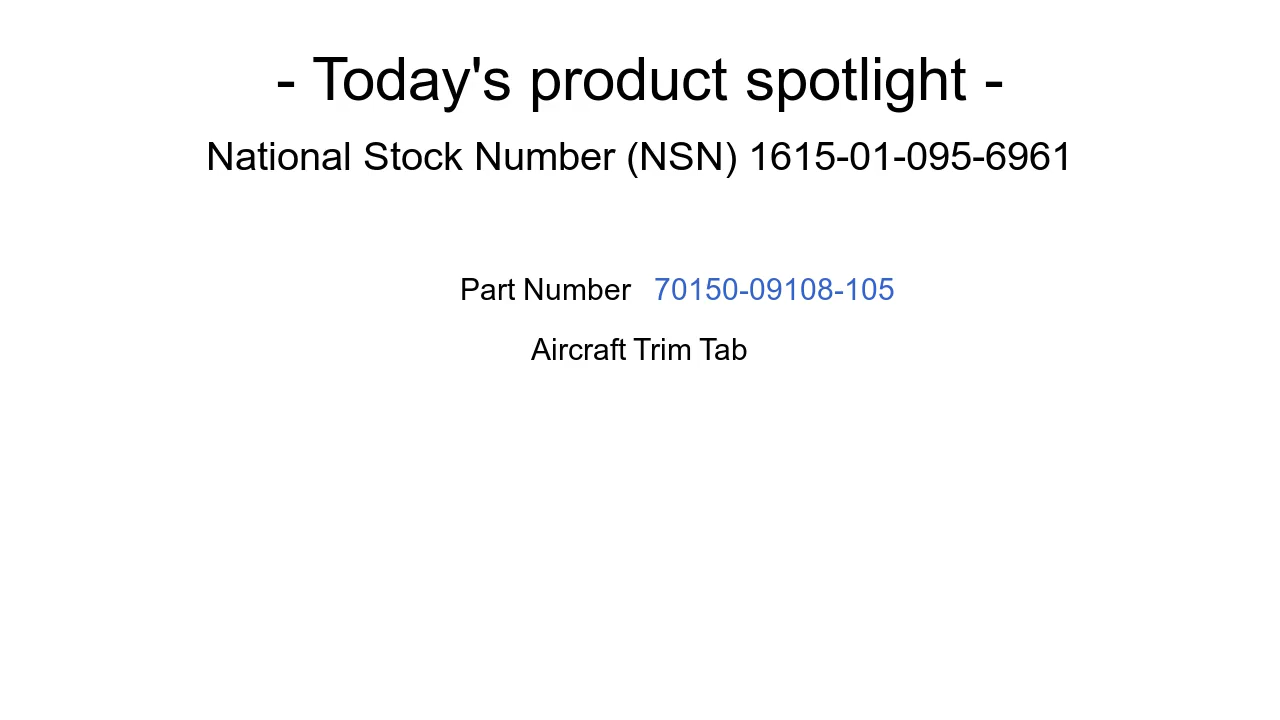 - Today's product spotlight -
National Stock Number (NSN) 1615-01-095-6961
Part Number 70150-09108-105
Aircraft Trim Tab